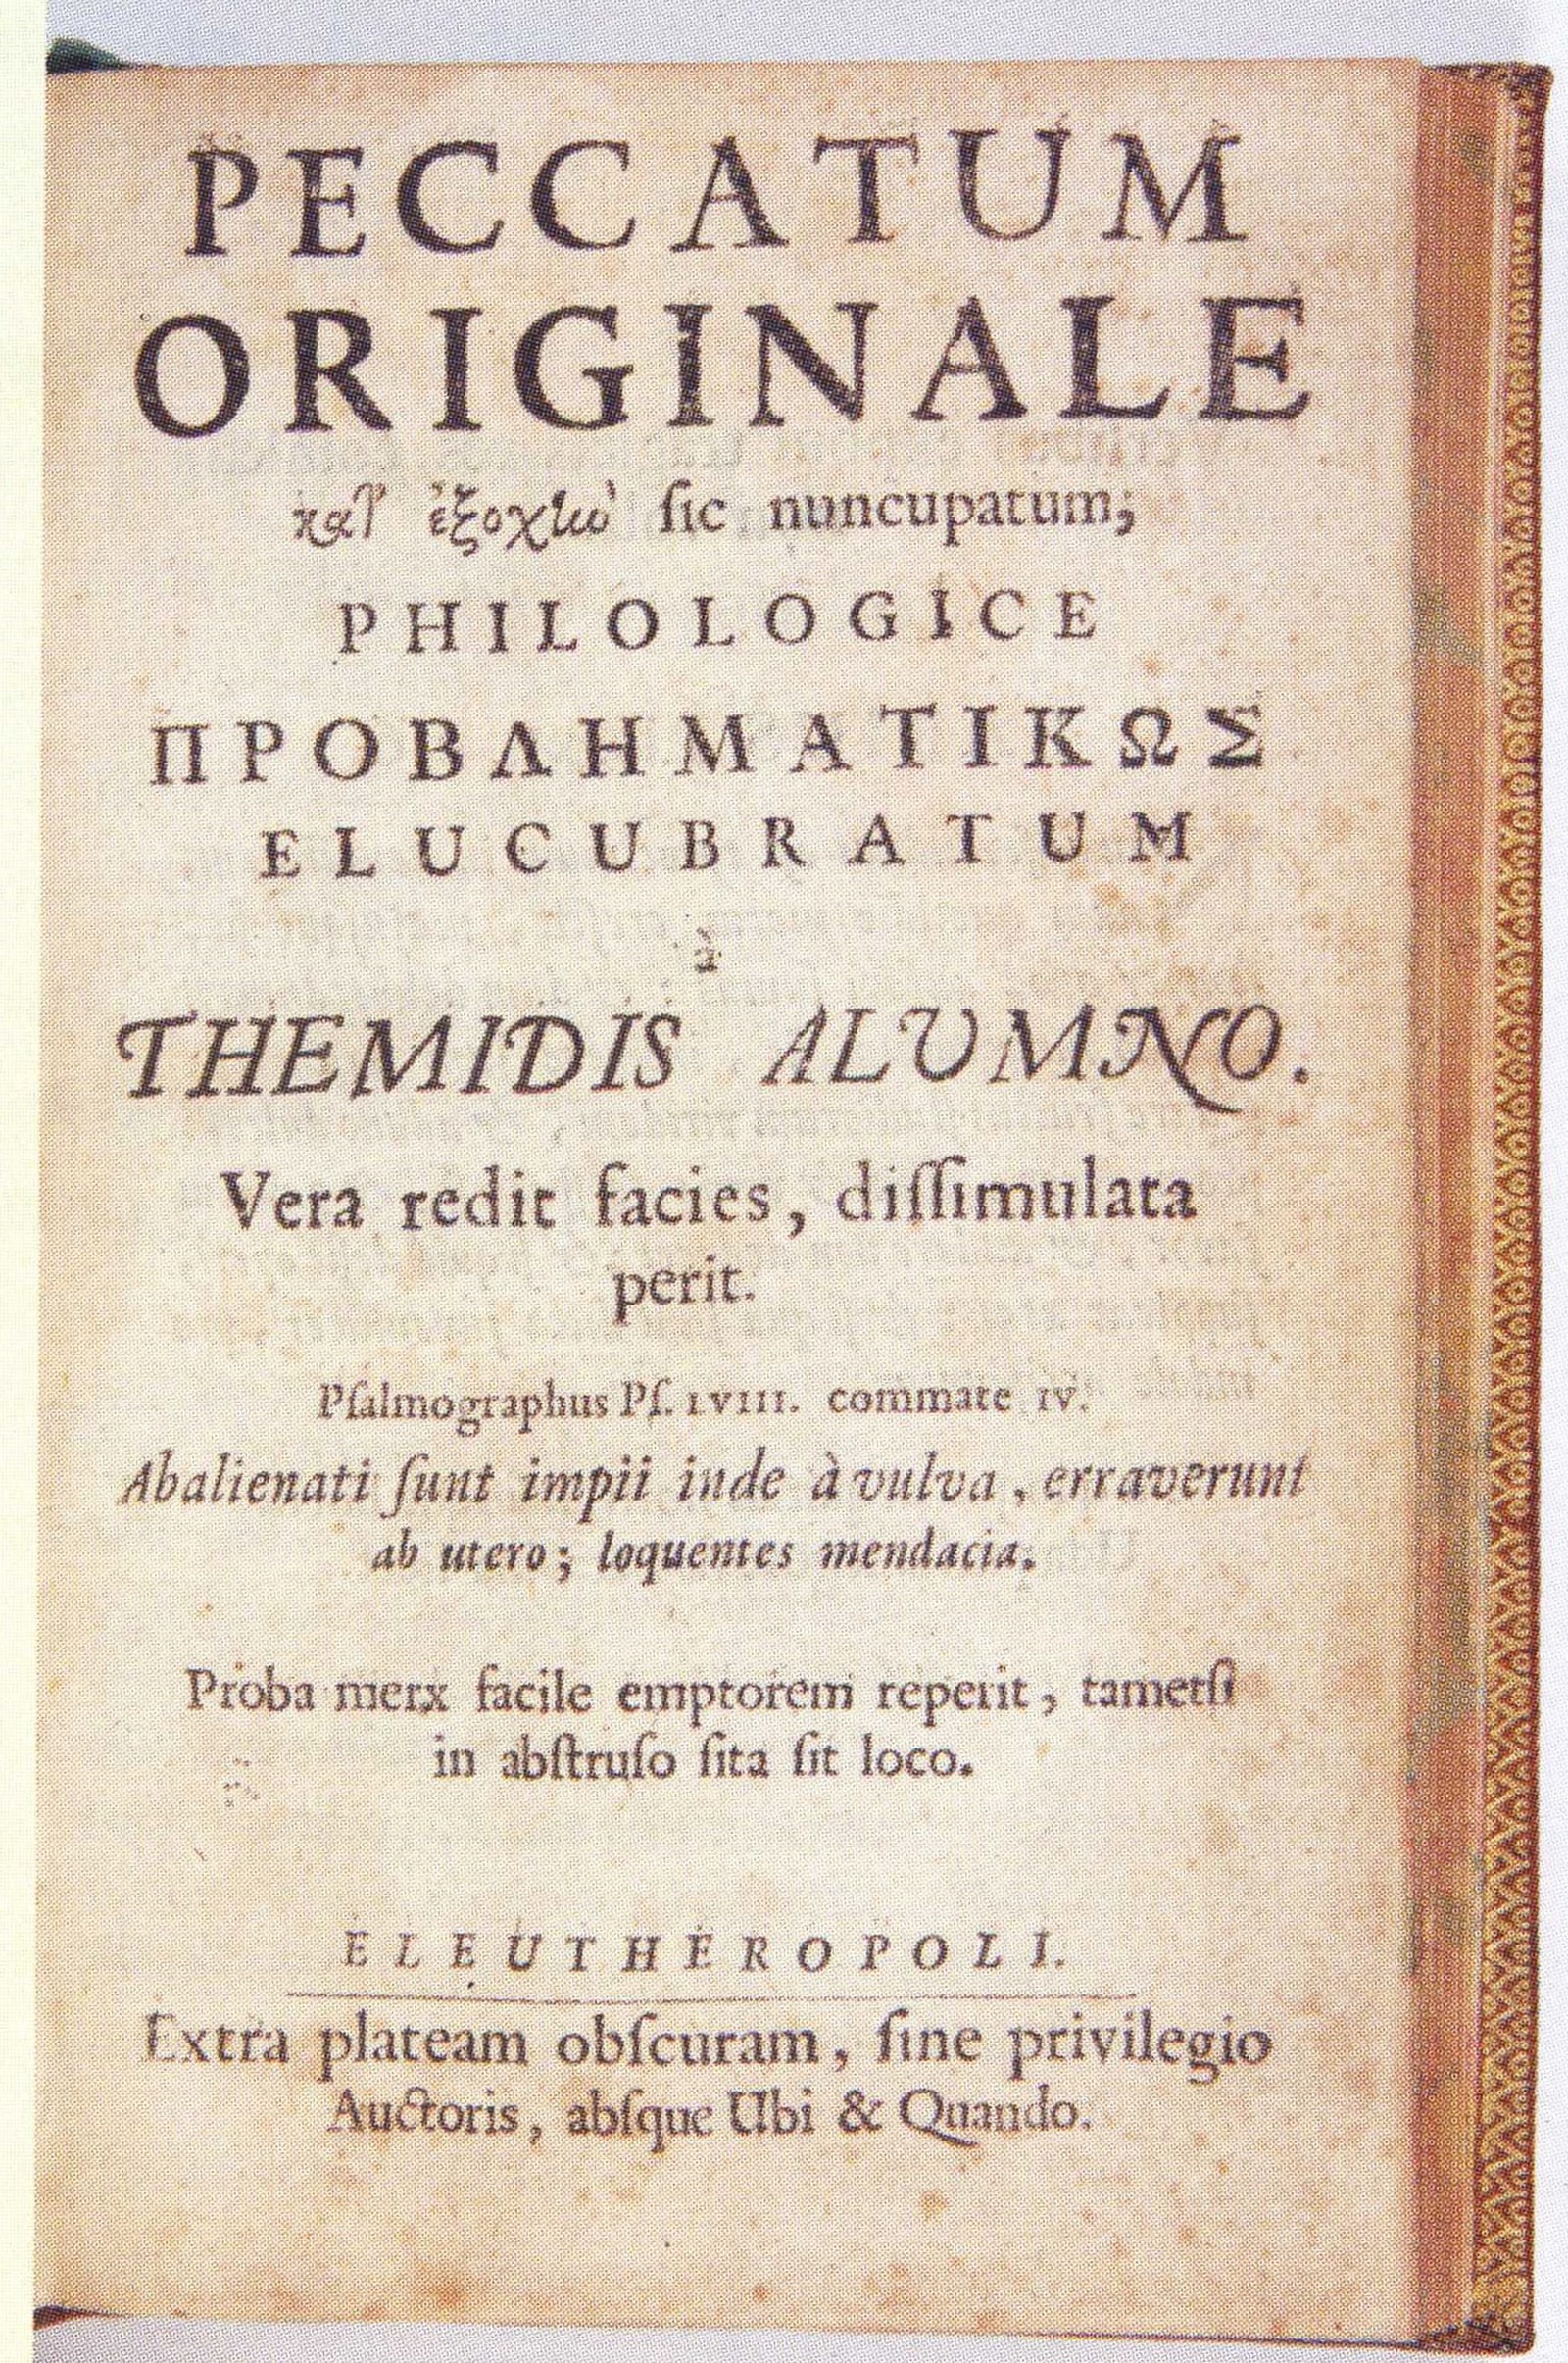 PECCATUM
ORIGINALE
κατ' ἐξοχὴν ſic nuncupatum;
PHILOLOGICE
ΠΡΟΒΛΗΜΑΤΙΚΩΣ
ELUCUBRATUM
à
THEMIDIS ALUMNO.
Vera redit facies, diſſimulata
perit.
Pſalmographus Pſ. LVIII. commate IV.
Abalienati ſunt impii inde à vulva, erraverunt
ab utero; loquentes mendacia.
Proba merx facile emptorem reperit, tametſi
in abſtruſo ſita ſit loco.
ELEUTHEROPOLI.
Extra plateam obſcuram, ſine privilegio
Auctoris, abſque Ubi & Quando.